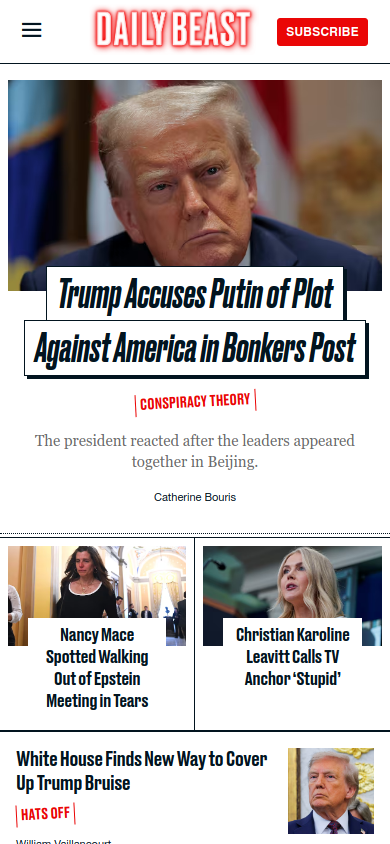 DAILY BEAST
SUBSCRIBE
Trump Accuses Putin of Plot
Against America in Bonkers Post
CONSPIRACY THEORY
The president reacted after the leaders appeared
together in Beijing.
Catherine Bouris
Nancy Mace
Spotted Walking
Out of Epstein
Meeting in Tears
Christian Karoline
Leavitt Calls TV
Anchor ‘Stupid’
White House Finds New Way to Cover
Up Trump Bruise
HATS OFF
William Vaillancourt